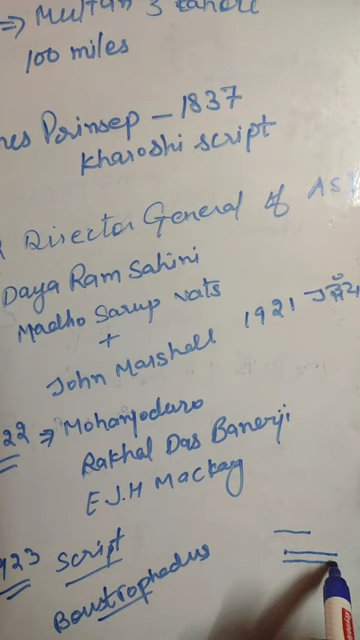 ⇒ Multan & Lahore
100 miles
mes Prinsep – 1837
Kharoshi script
Director General of AS
Daya Ram Sahini
Madho Sarup Vats
+
John Marshall 1921
22 ⇒ Mohanjodaro
Rakhal Das Banerji
E.J.H Mackay
923 Script
Boustrophedus